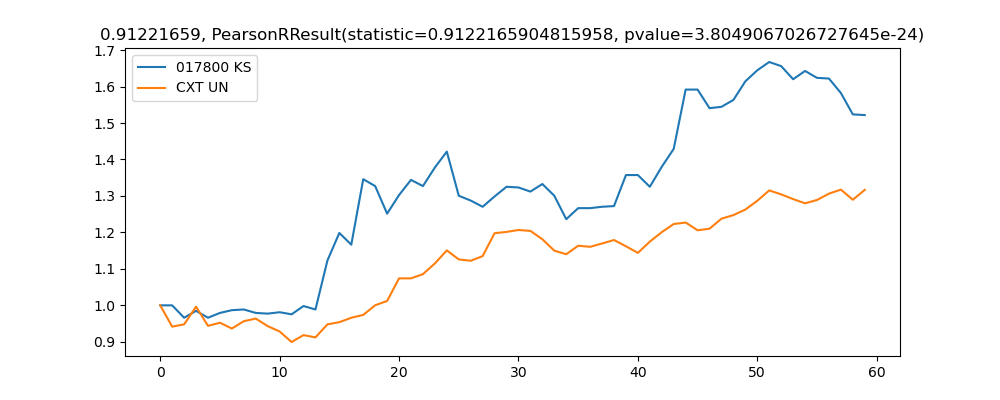 0.91221659, PearsonRResult(statistic=0.9122165904815958, pvalue=3.8049067026727645e-24)
1.7
1.6
1.5
1.4
1.3
1.2
1.1
1.0
0.9
017800 KS
CXT UN
0 10 20 30 40 50 60